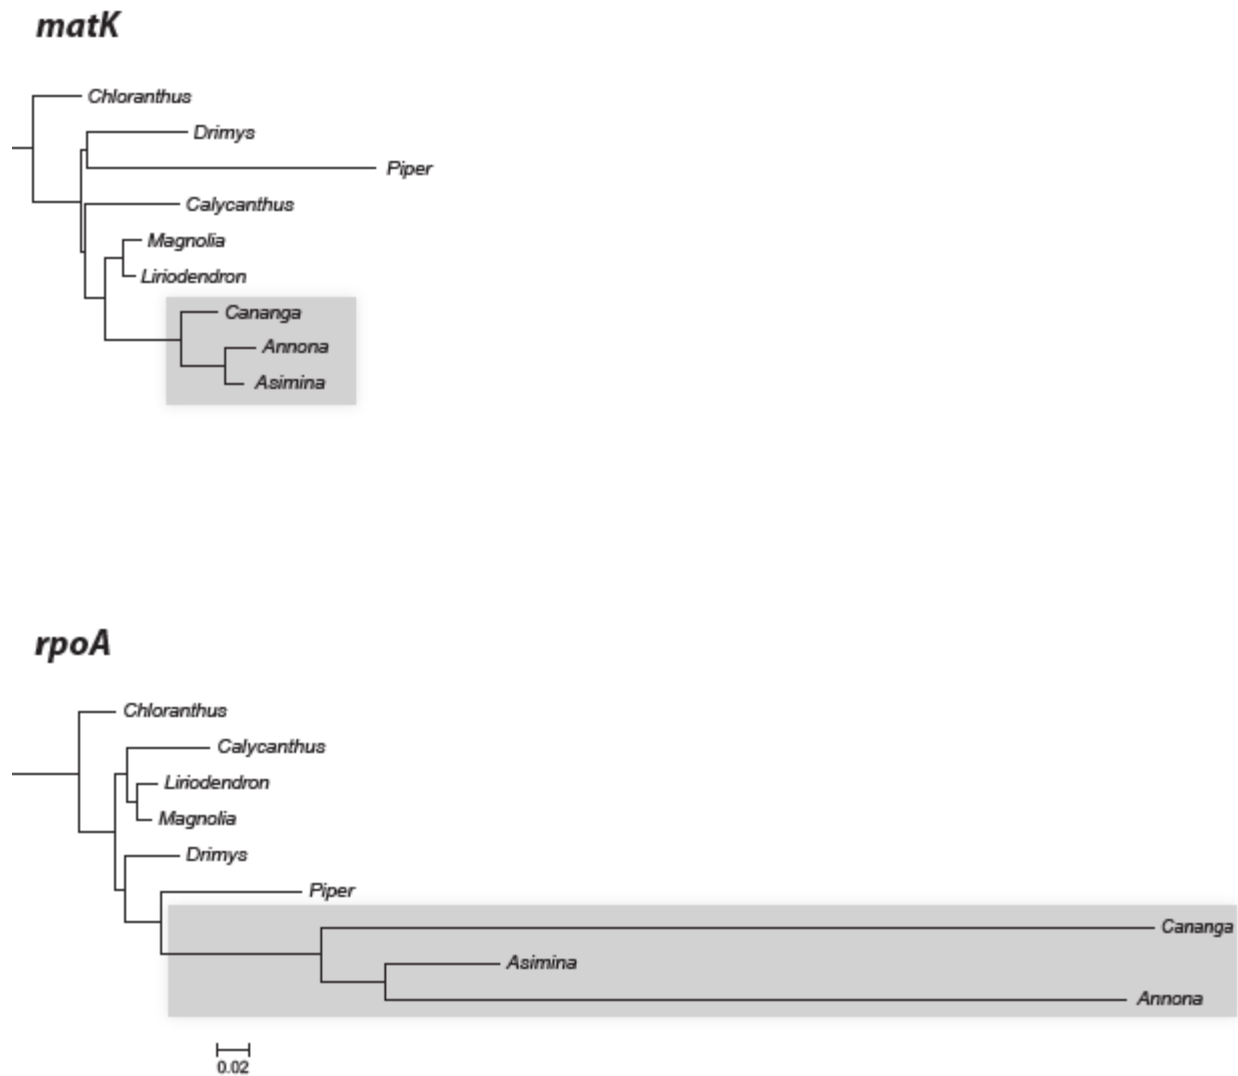 matK
Chloranthus
Drimys
Piper
Calycanthus
Magnolia
Liriodendron
Cananga
Annona
Asimina
rpoA
Chloranthus
Calycanthus
Liriodendron
Magnolia
Drimys
Piper
Cananga
Asimina
Annona
0.02